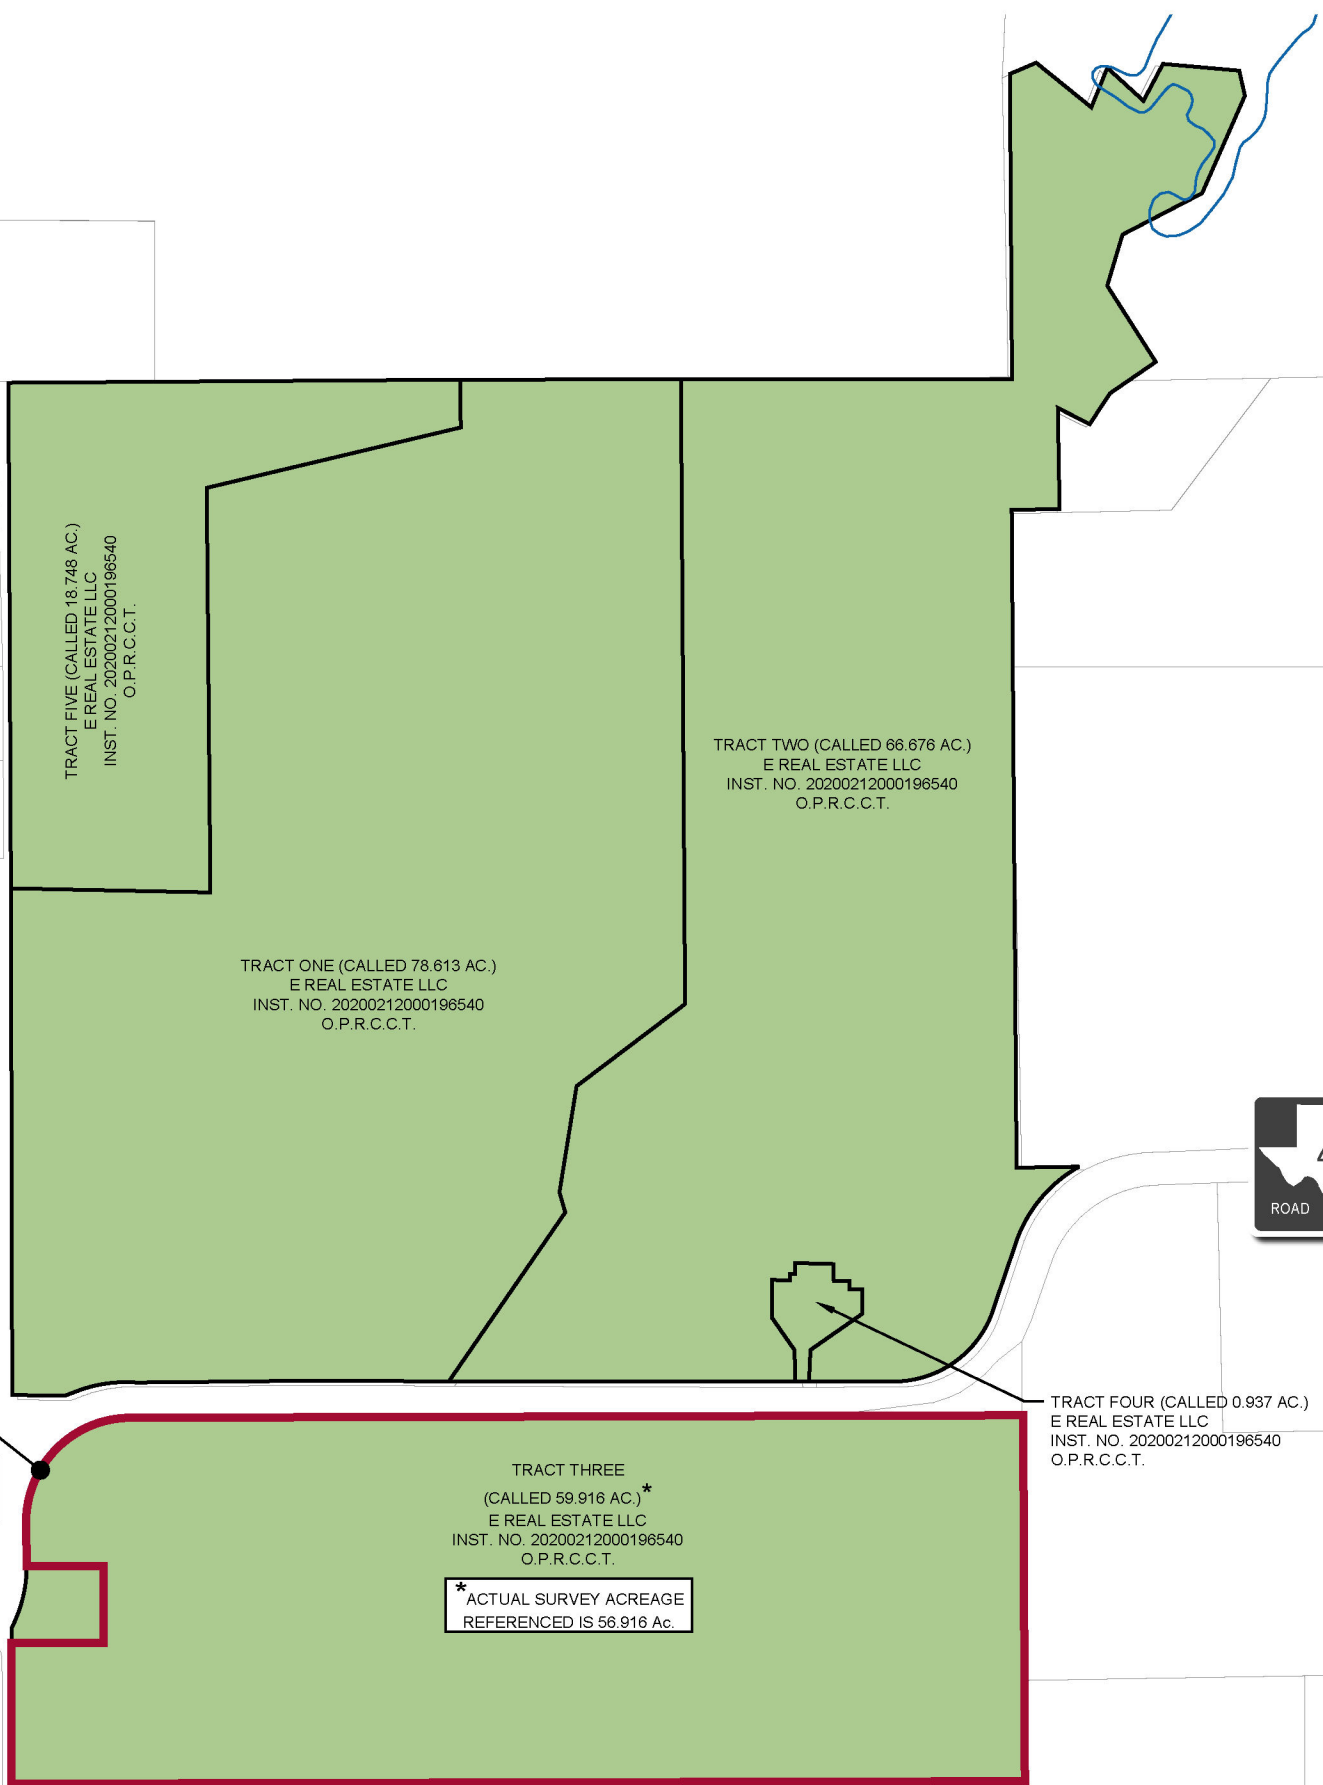 TRACT FIVE (CALLED 18.748 AC.)
E REAL ESTATE LLC
INST. NO. 20200212000196540
O.P.R.C.C.T.
TRACT TWO (CALLED 66.676 AC.)
E REAL ESTATE LLC
INST. NO. 20200212000196540
O.P.R.C.C.T.
TRACT ONE (CALLED 78.613 AC.)
E REAL ESTATE LLC
INST. NO. 20200212000196540
O.P.R.C.C.T.
ROAD
TRACT FOUR (CALLED 0.937 AC.)
E REAL ESTATE LLC
INST. NO. 20200212000196540
O.P.R.C.C.T.
TRACT THREE
(CALLED 59.916 AC.)*
E REAL ESTATE LLC
INST. NO. 20200212000196540
O.P.R.C.C.T.
*ACTUAL SURVEY ACREAGE
REFERENCED IS 56.916 Ac.